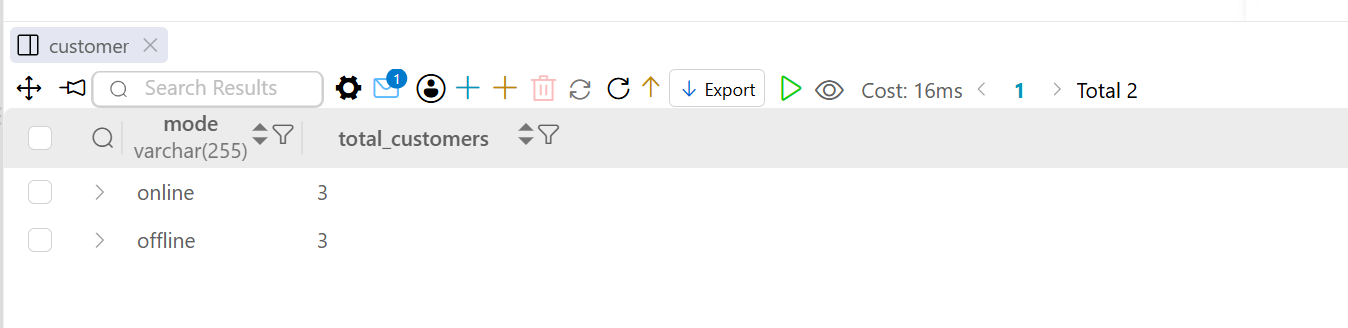 customer
Search Results 1 Export Cost: 16ms 1 Total 2
mode total_customers
varchar(255)
online 3
offline 3